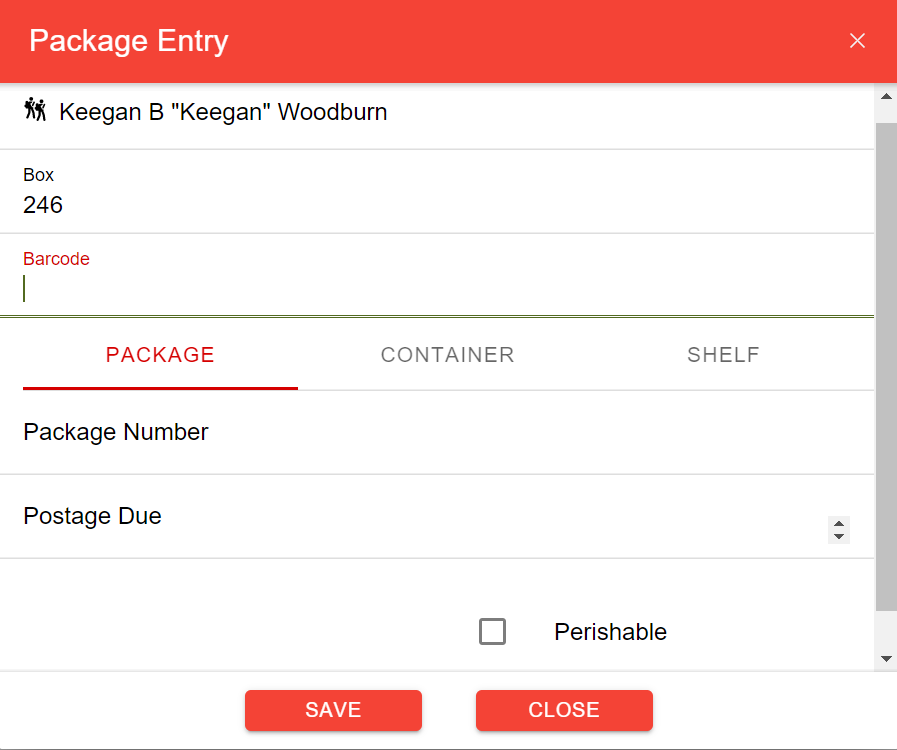 Package Entry
Keegan B "Keegan" Woodburn
Box
246
Barcode
PACKAGE CONTAINER SHELF
Package Number
Postage Due
Perishable
SAVE CLOSE